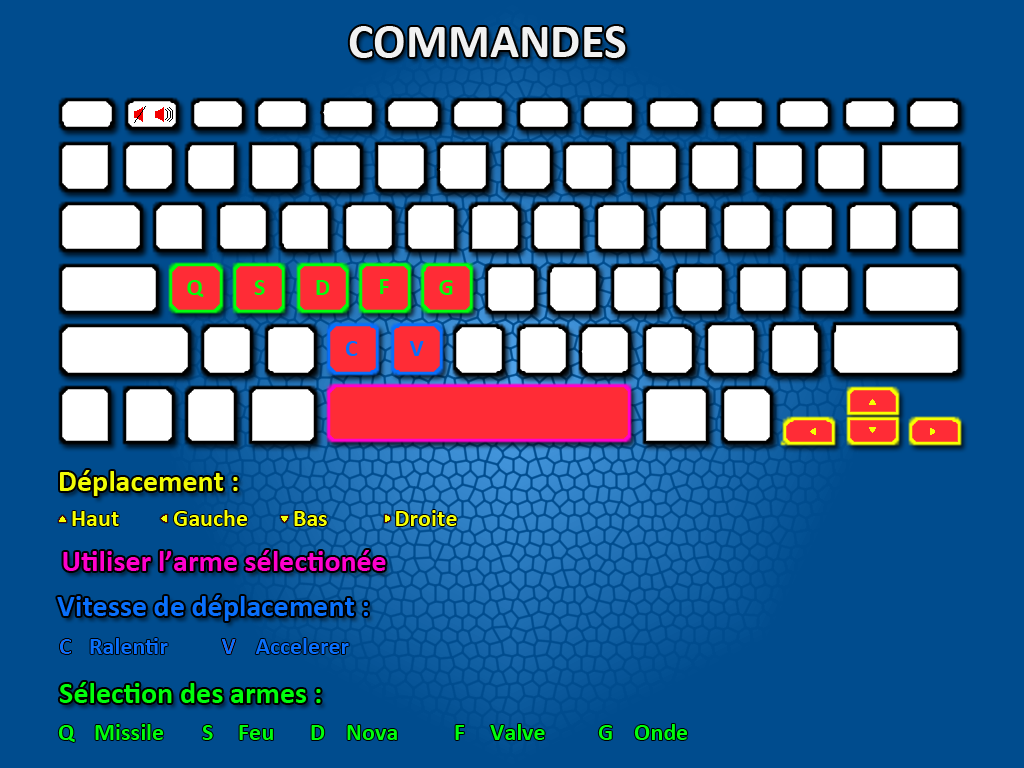 COMMANDES
Q S D F G
C V
Déplacement :
Haut Gauche Bas Droite
Utiliser l'arme sélectionée
Vitesse de déplacement :
C Ralentir V Accelerer
Sélection des armes :
Q Missile S Feu D Nova F Valve G Onde